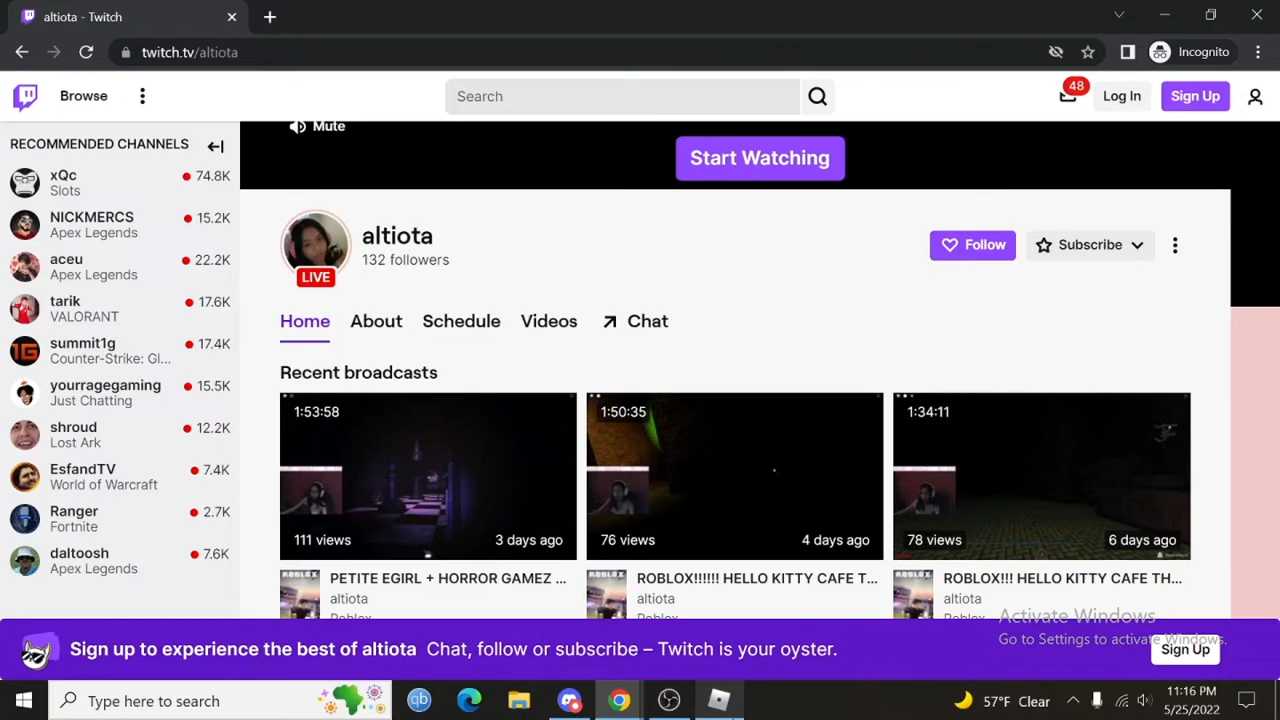 altiota - Twitch
twitch.tv/altiota
Incognito
Browse
Search
48
Log In
Sign Up
RECOMMENDED CHANNELS
xQc
Slots
74.8K
NICKMERCS
Apex Legends
15.2K
aceu
Apex Legends
22.2K
tarik
VALORANT
17.6K
summit1g
Counter-Strike: Gl...
17.4K
yourragegaming
Just Chatting
15.5K
shroud
Lost Ark
12.2K
EsfandTV
World of Warcraft
7.4K
Ranger
Fortnite
2.7K
daltoosh
Apex Legends
7.6K
Mute
Start Watching
altiota
132 followers
LIVE
Follow
Subscribe
Home About Schedule Videos Chat
Recent broadcasts
1:53:58
111 views
3 days ago
ROBLOX
PETITE EGIRL + HORROR GAMEZ ...
altiota
Roblox
1:50:35
76 views
4 days ago
ROBLOX
ROBLOX!!!!!! HELLO KITTY CAFE T...
altiota
Roblox
1:34:11
78 views
6 days ago
ROBLOX
ROBLOX!!! HELLO KITTY CAFE TH...
altiota
Roblox
Activate Windows
Go to Settings to activate Windows.
Sign up to experience the best of altiota Chat, follow or subscribe – Twitch is your oyster.
Sign Up
Type here to search
qb
57°F Clear
11:16 PM
5/25/2022